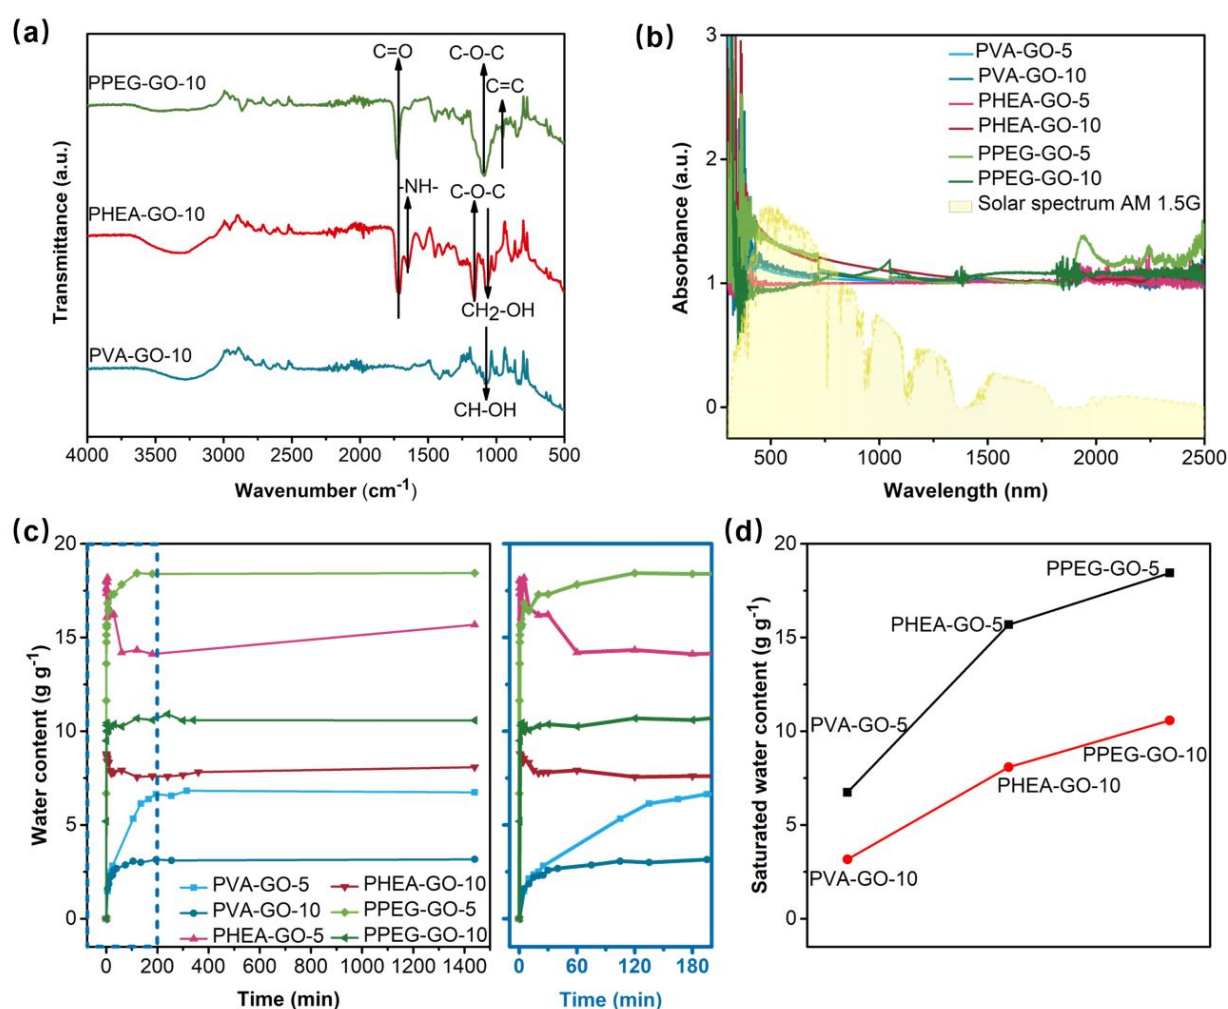 (a)
C=O
C-O-C
C=C
PPEG-GO-10
-NH-
C-O-C
PHEA-GO-10
CH2-OH
PVA-GO-10
CH-OH
Transmittance (a.u.)
4000 3500 3000 2500 2000 1500 1000 500
Wavenumber (cm-1)
(b)
3
2
1
0
Absorbance (a.u.)
PVA-GO-5
PVA-GO-10
PHEA-GO-5
PHEA-GO-10
PPEG-GO-5
PPEG-GO-10
Solar spectrum AM 1.5G
500 1000 1500 2000 2500
Wavelength (nm)
(c)
20
15
10
5
0
Water content (g g-1)
PVA-GO-5 PHEA-GO-10
PVA-GO-10 PPEG-GO-5
PHEA-GO-5 PPEG-GO-10
0 200 400 600 800 1000 1200 1400
Time (min)
0 60 120 180
Time (min)
(d)
20
15
10
5
0
Saturated water content (g g-1)
PPEG-GO-5
PHEA-GO-5
PVA-GO-5
PPEG-GO-10
PHEA-GO-10
PVA-GO-10